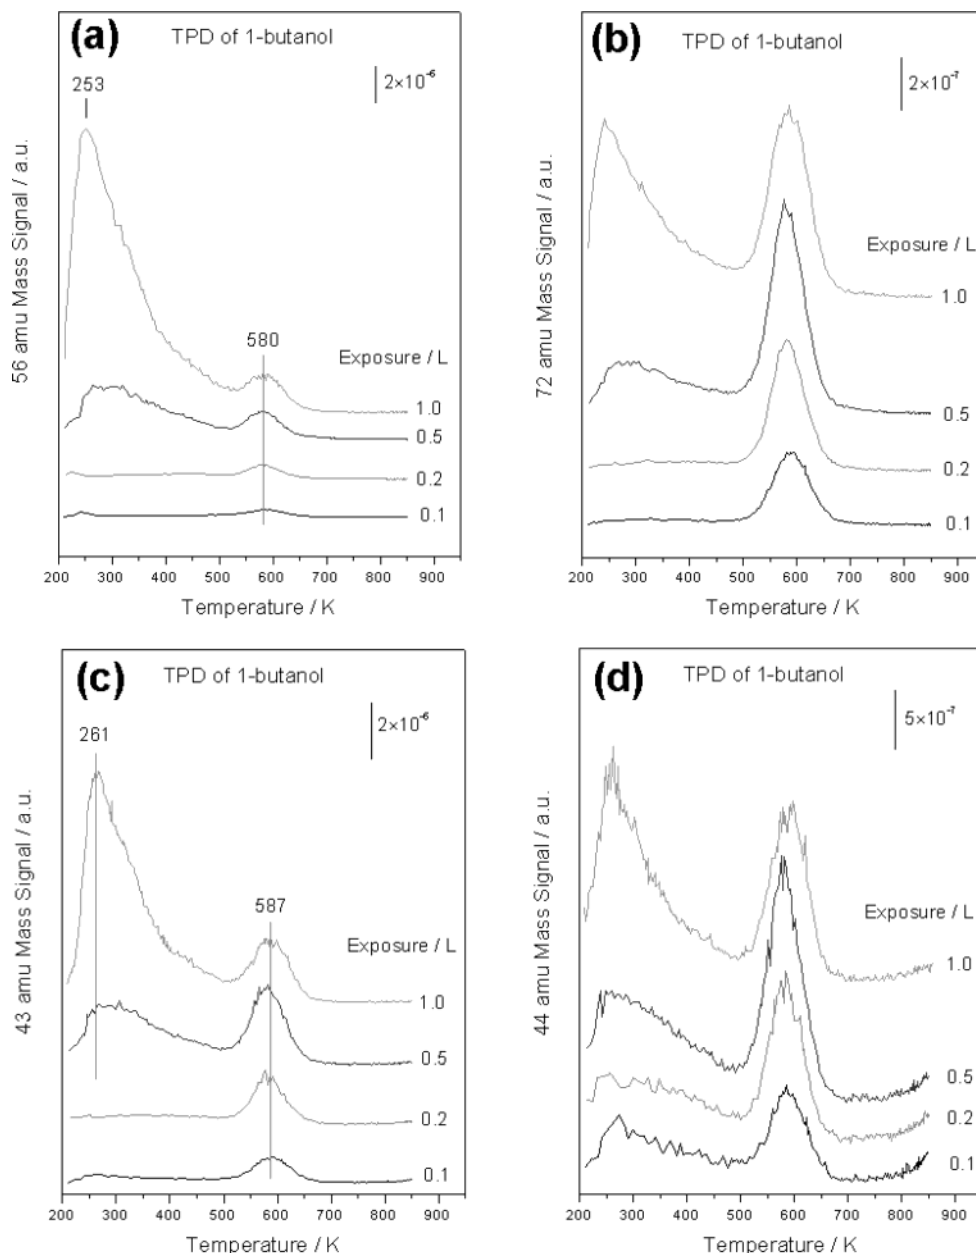 (a)
TPD of 1-butanol
2×10⁻⁶
253
580
Exposure / L
1.0
0.5
0.2
0.1
56 amu Mass Signal / a.u.
200 300 400 500 600 700 800 900
Temperature / K
(b)
TPD of 1-butanol
2×10⁻⁷
Exposure / L
1.0
0.5
0.2
0.1
72 amu Mass Signal / a.u.
200 300 400 500 600 700 800 900
Temperature / K
(c)
TPD of 1-butanol
2×10⁻⁶
261
587
Exposure / L
1.0
0.5
0.2
0.1
43 amu Mass Signal / a.u.
200 300 400 500 600 700 800 900
Temperature / K
(d)
TPD of 1-butanol
5×10⁻⁷
Exposure / L
1.0
0.5
0.2
0.1
44 amu Mass Signal / a.u.
200 300 400 500 600 700 800 900
Temperature / K